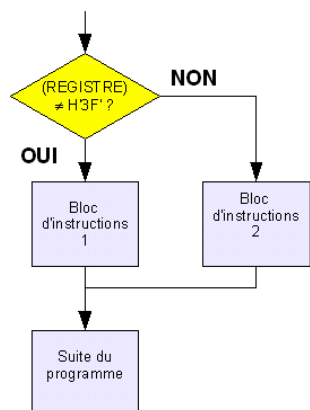 (REGISTRE)
≠ H'3F' ?
NON
OUI
Bloc
d'instructions
1
Bloc
d'instructions
2
Suite du
programme